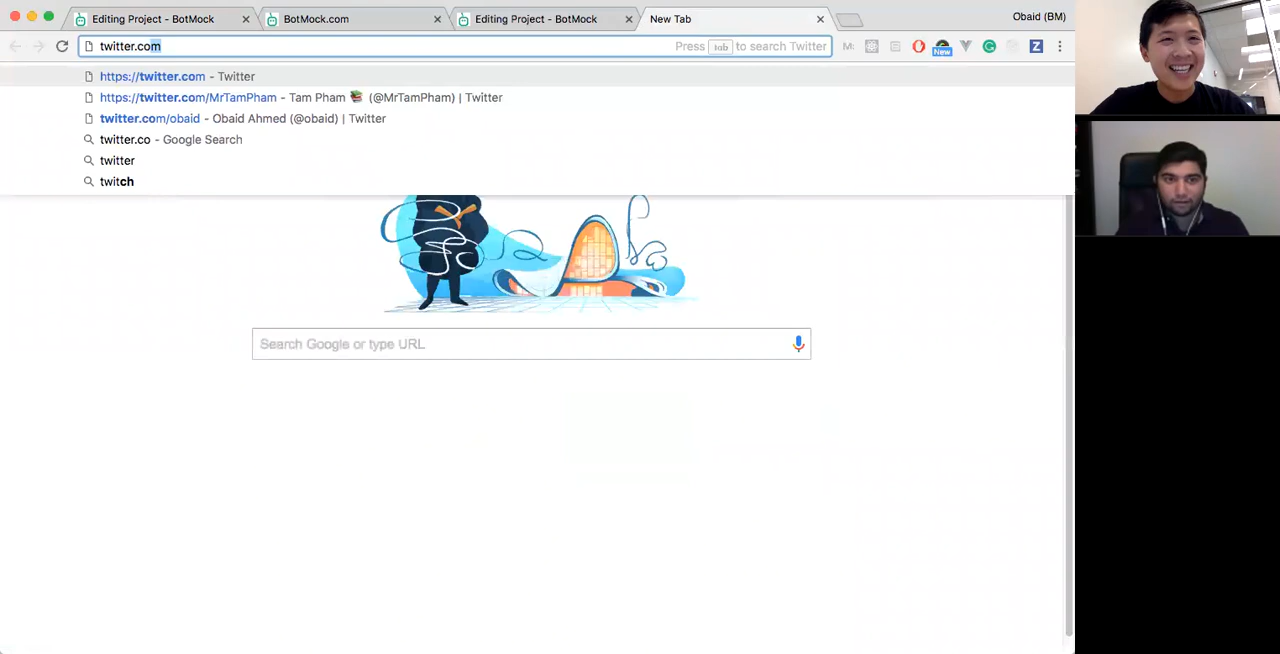 Editing Project - BotMock
BotMock.com
Editing Project - BotMock
New Tab
Obaid (BM)
twitter.com
Press tab to search Twitter
M:
New
Z
https://twitter.com - Twitter
https://twitter.com/MrTamPham - Tam Pham 📚 (@MrTamPham) | Twitter
twitter.com/obaid - Obaid Ahmed (@obaid) | Twitter
twitter.co - Google Search
twitter
twitch
Search Google or type URL